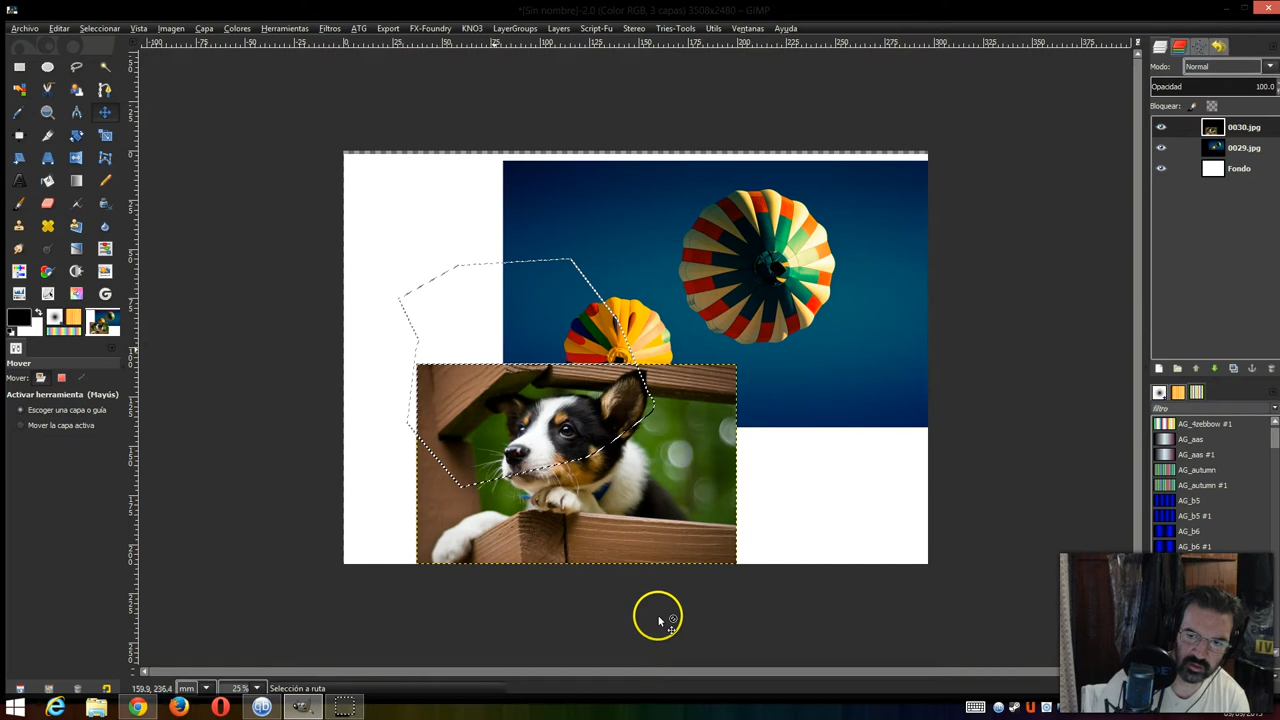 *[Sin nombre]-2.0 (Color RGB, 3 capas) 3508x2480 – GIMP
Archivo Editar Seleccionar Vista Imagen Capa Colores Herramientas Filtros ATG Export FX-Foundry KNO3 LayerGroups Layers Script-Fu Stereo Tries-Tools Utils Ventanas Ayuda
Modo: Normal
Opacidad 100.0
Bloquear:
0030.jpg
0029.jpg
Fondo
Mover
Mover:
Activar herramienta (Mayús)
Escoger una capa o guía
Mover la capa activa
filtro
AG_4zebbow #1
AG_aas
AG_aas #1
AG_autumn
AG_autumn #1
AG_b5
AG_b5 #1
AG_b6
AG_b6 #1
159.9, 236.4 mm 25 % Selección a ruta